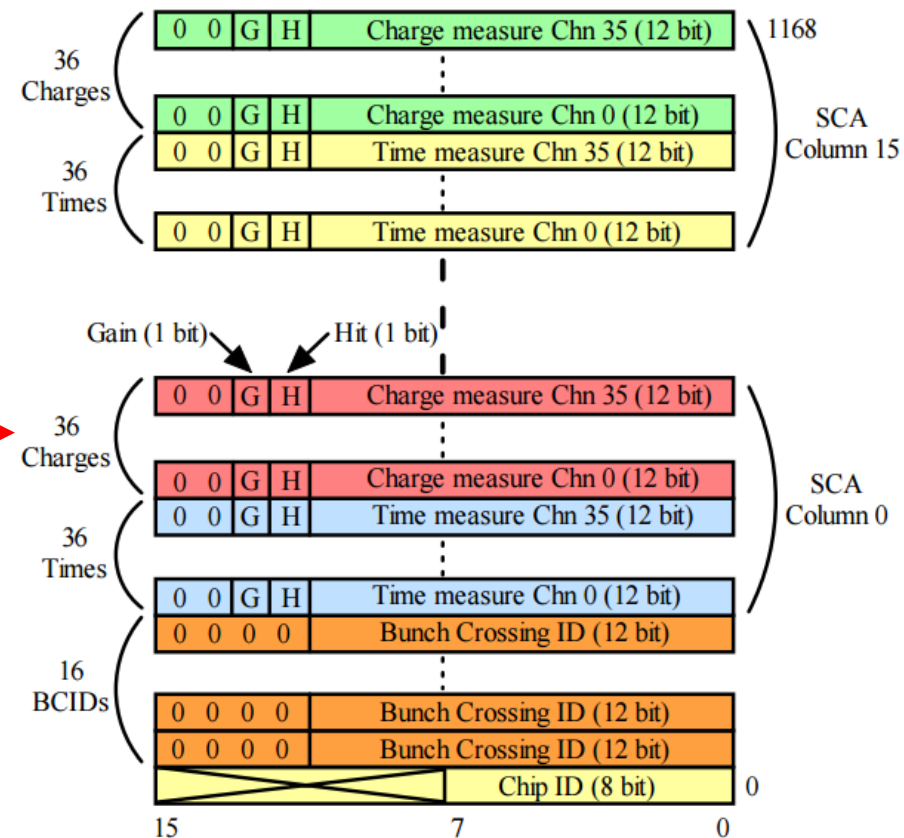 0 0 G H Charge measure Chn 35 (12 bit) 1168
36
Charges
0 0 G H Charge measure Chn 0 (12 bit)
SCA
Column 15
0 0 G H Time measure Chn 35 (12 bit)
36
Times
0 0 G H Time measure Chn 0 (12 bit)
Gain (1 bit) Hit (1 bit)
0 0 G H Charge measure Chn 35 (12 bit)
36
Charges
0 0 G H Charge measure Chn 0 (12 bit)
SCA
Column 0
0 0 G H Time measure Chn 35 (12 bit)
36
Times
0 0 G H Time measure Chn 0 (12 bit)
0 0 0 0 Bunch Crossing ID (12 bit)
16
BCIDs
0 0 0 0 Bunch Crossing ID (12 bit)
0 0 0 0 Bunch Crossing ID (12 bit)
Chip ID (8 bit) 0
15 7 0